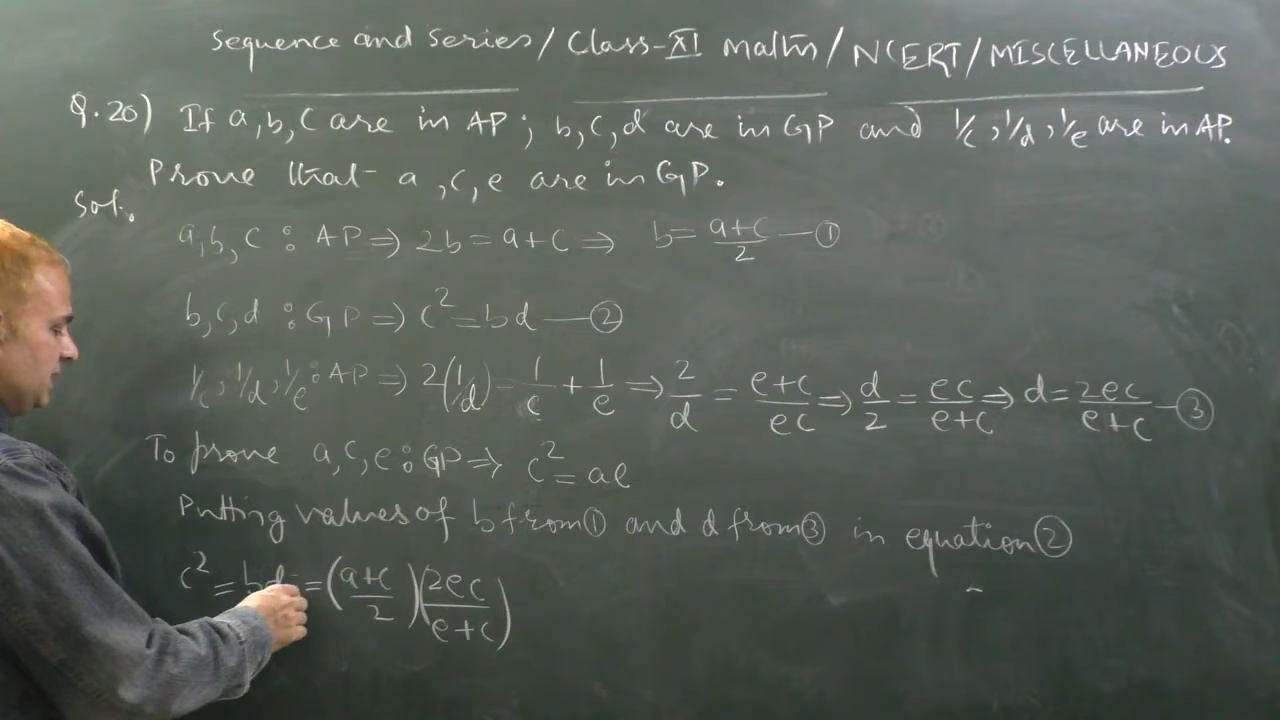 Sequence and Series/Class-XI Maths/NCERT/MISCELLANEOUS
Q.20) If a,b,c are in AP; b,c,d are in GP and 1/c, 1/d, 1/e are in AP.
Prove that a,c,e are in GP.
Sol.
a,b,c : AP ⇒ 2b = a+c ⇒ b = (a+c)/2 — ①
b,c,d : GP ⇒ c² = bd — ②
1/c, 1/d, 1/e : AP ⇒ 2(1/d) = 1/c + 1/e ⇒ 2/d = (e+c)/ec ⇒ d/2 = ec/(e+c) ⇒ d = 2ec/(e+c) — ③
To prove a,c,e : GP ⇒ c² = ae
Putting values of b from ① and d from ③ in equation ②
c² = bd = ((a+c)/2)(2ec/(e+c))